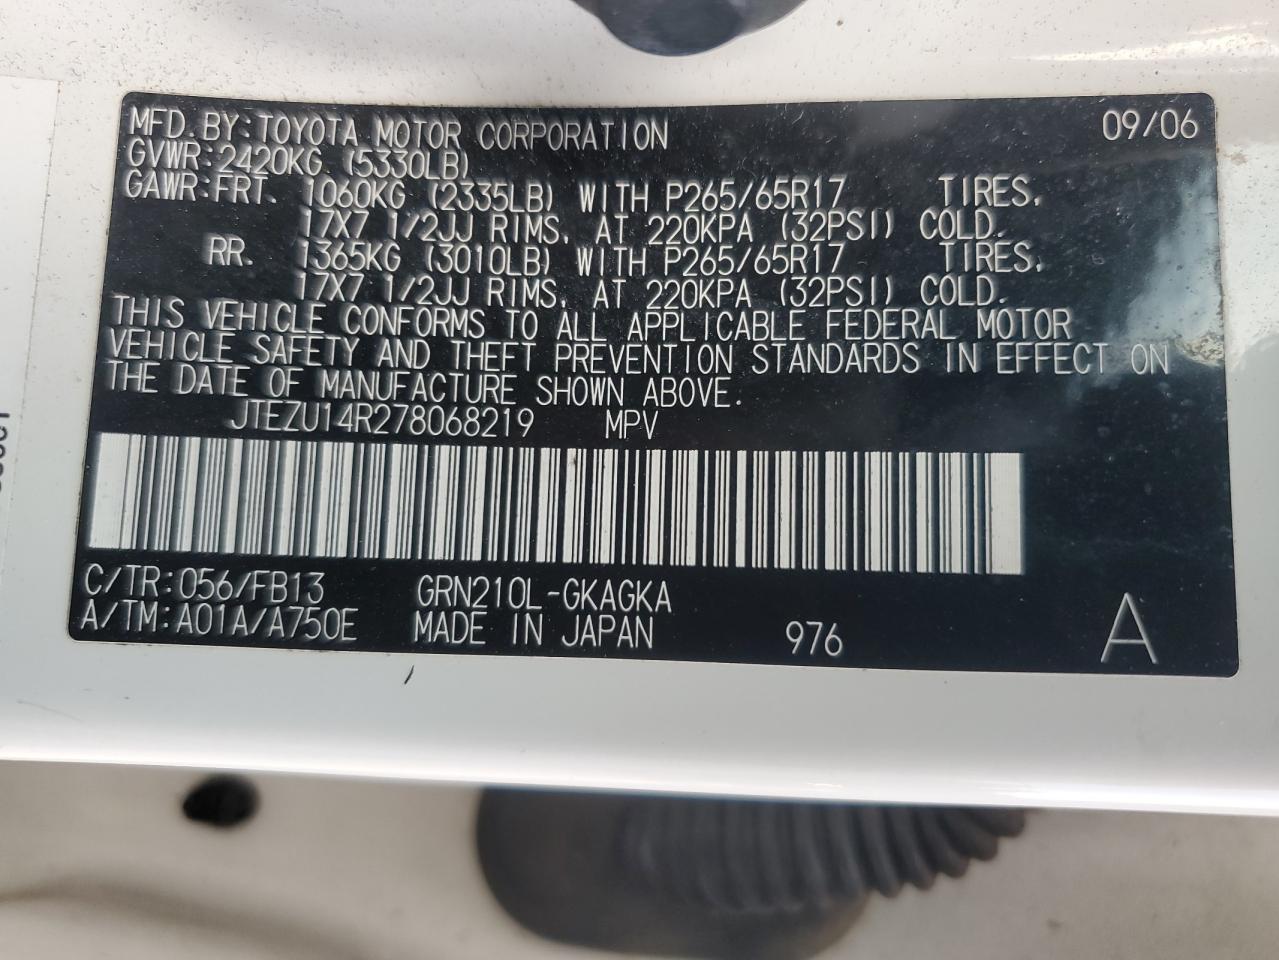 MFD. BY: TOYOTA MOTOR CORPORATION 09/06
GVWR: 2420KG (5330LB)
GAWR: FRT. 1060KG (2335LB) WITH P265/65R17 TIRES,
17X7 1/2JJ RIMS, AT 220KPA (32PSI) COLD.
RR. 1365KG (3010LB) WITH P265/65R17 TIRES,
17X7 1/2JJ RIMS, AT 220KPA (32PSI) COLD.
THIS VEHICLE CONFORMS TO ALL APPLICABLE FEDERAL MOTOR
VEHICLE SAFETY AND THEFT PREVENTION STANDARDS IN EFFECT ON
THE DATE OF MANUFACTURE SHOWN ABOVE.
JTEZU14R278068219 MPV
C/TR: 056/FB13 GRN210L-GKAGKA
A/TM: A01A/A750E MADE IN JAPAN 976 A